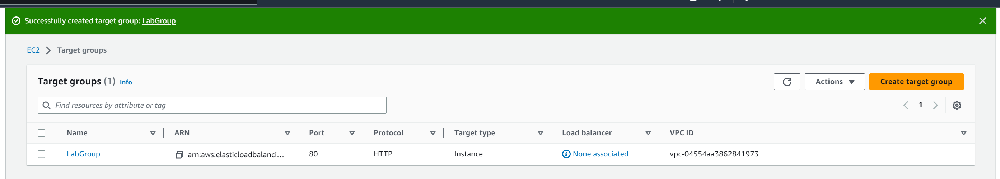 Successfully created target group: LabGroup
EC2 Target groups
Target groups (1) Info
Actions
Create target group
Find resources by attribute or tag
1
Name ARN Port Protocol Target type Load balancer VPC ID
LabGroup arn:aws:elasticloadbalanci... 80 HTTP Instance None associated vpc-04554aa3862841973